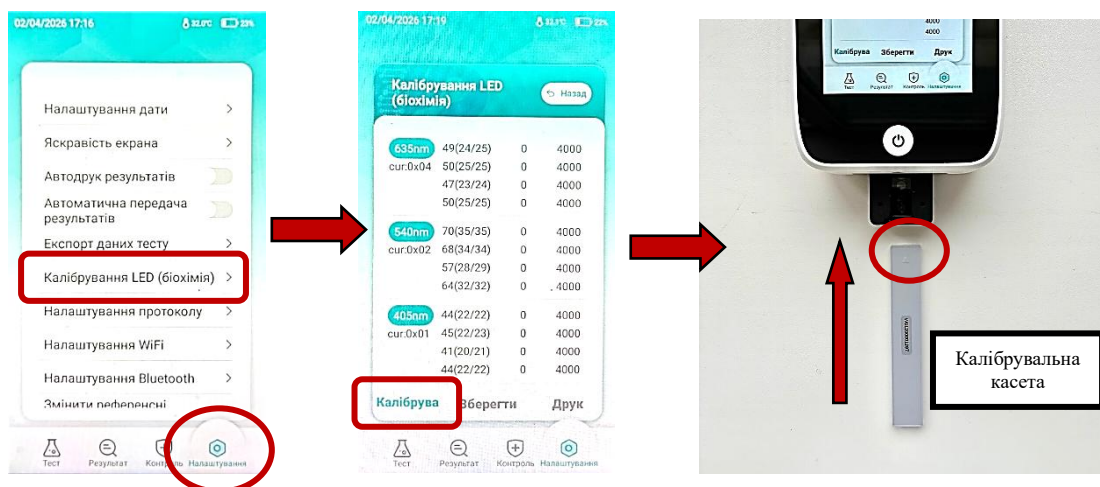 02/04/2026 17:16 32.0°C 23%
Налаштування дати >
Яскравість екрана >
Автодрук результатів
Автоматична передача
результатів
Експорт даних тесту >
Калібрування LED (біохімія) >
Налаштування протоколу >
Налаштування WiFi >
Налаштування Bluetooth >
Змінити референсні
Тест Результат Контроль Налаштування
02/04/2026 17:19 32.1°C 22%
Калібрування LED
(біохімія)
Назад
635nm 49(24/25) 0 4000
cur:0x04 50(25/25) 0 4000
47(23/24) 0 4000
50(25/25) 0 4000
540nm 70(35/35) 0 4000
cur:0x02 68(34/34) 0 4000
57(28/29) 0 4000
64(32/32) 0 4000
405nm 44(22/22) 0 4000
cur:0x01 45(22/23) 0 4000
41(20/21) 0 4000
44(22/22) 0 4000
Калібрува Зберегти Друк
Тест Результат Контроль Налаштування
4000
4000
Калібрува Зберегти Друк
Тест Результат Контроль Налаштування
Калібрувальна
касета